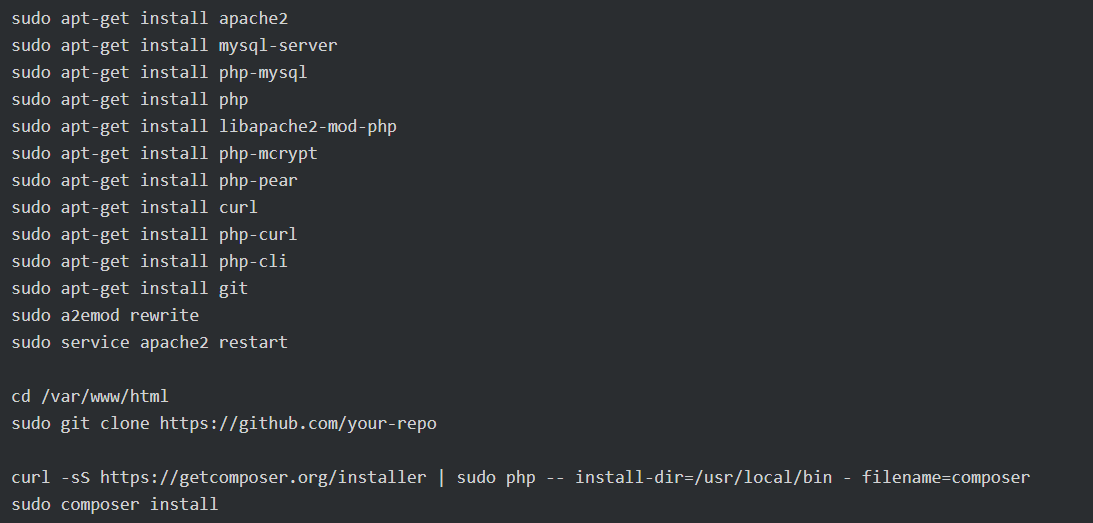 sudo apt-get install apache2
sudo apt-get install mysql-server
sudo apt-get install php-mysql
sudo apt-get install php
sudo apt-get install libapache2-mod-php
sudo apt-get install php-mcrypt
sudo apt-get install php-pear
sudo apt-get install curl
sudo apt-get install php-curl
sudo apt-get install php-cli
sudo apt-get install git
sudo a2emod rewrite
sudo service apache2 restart
cd /var/www/html
sudo git clone https://github.com/your-repo
curl -sS https://getcomposer.org/installer | sudo php -- install-dir=/usr/local/bin - filename=composer
sudo composer install